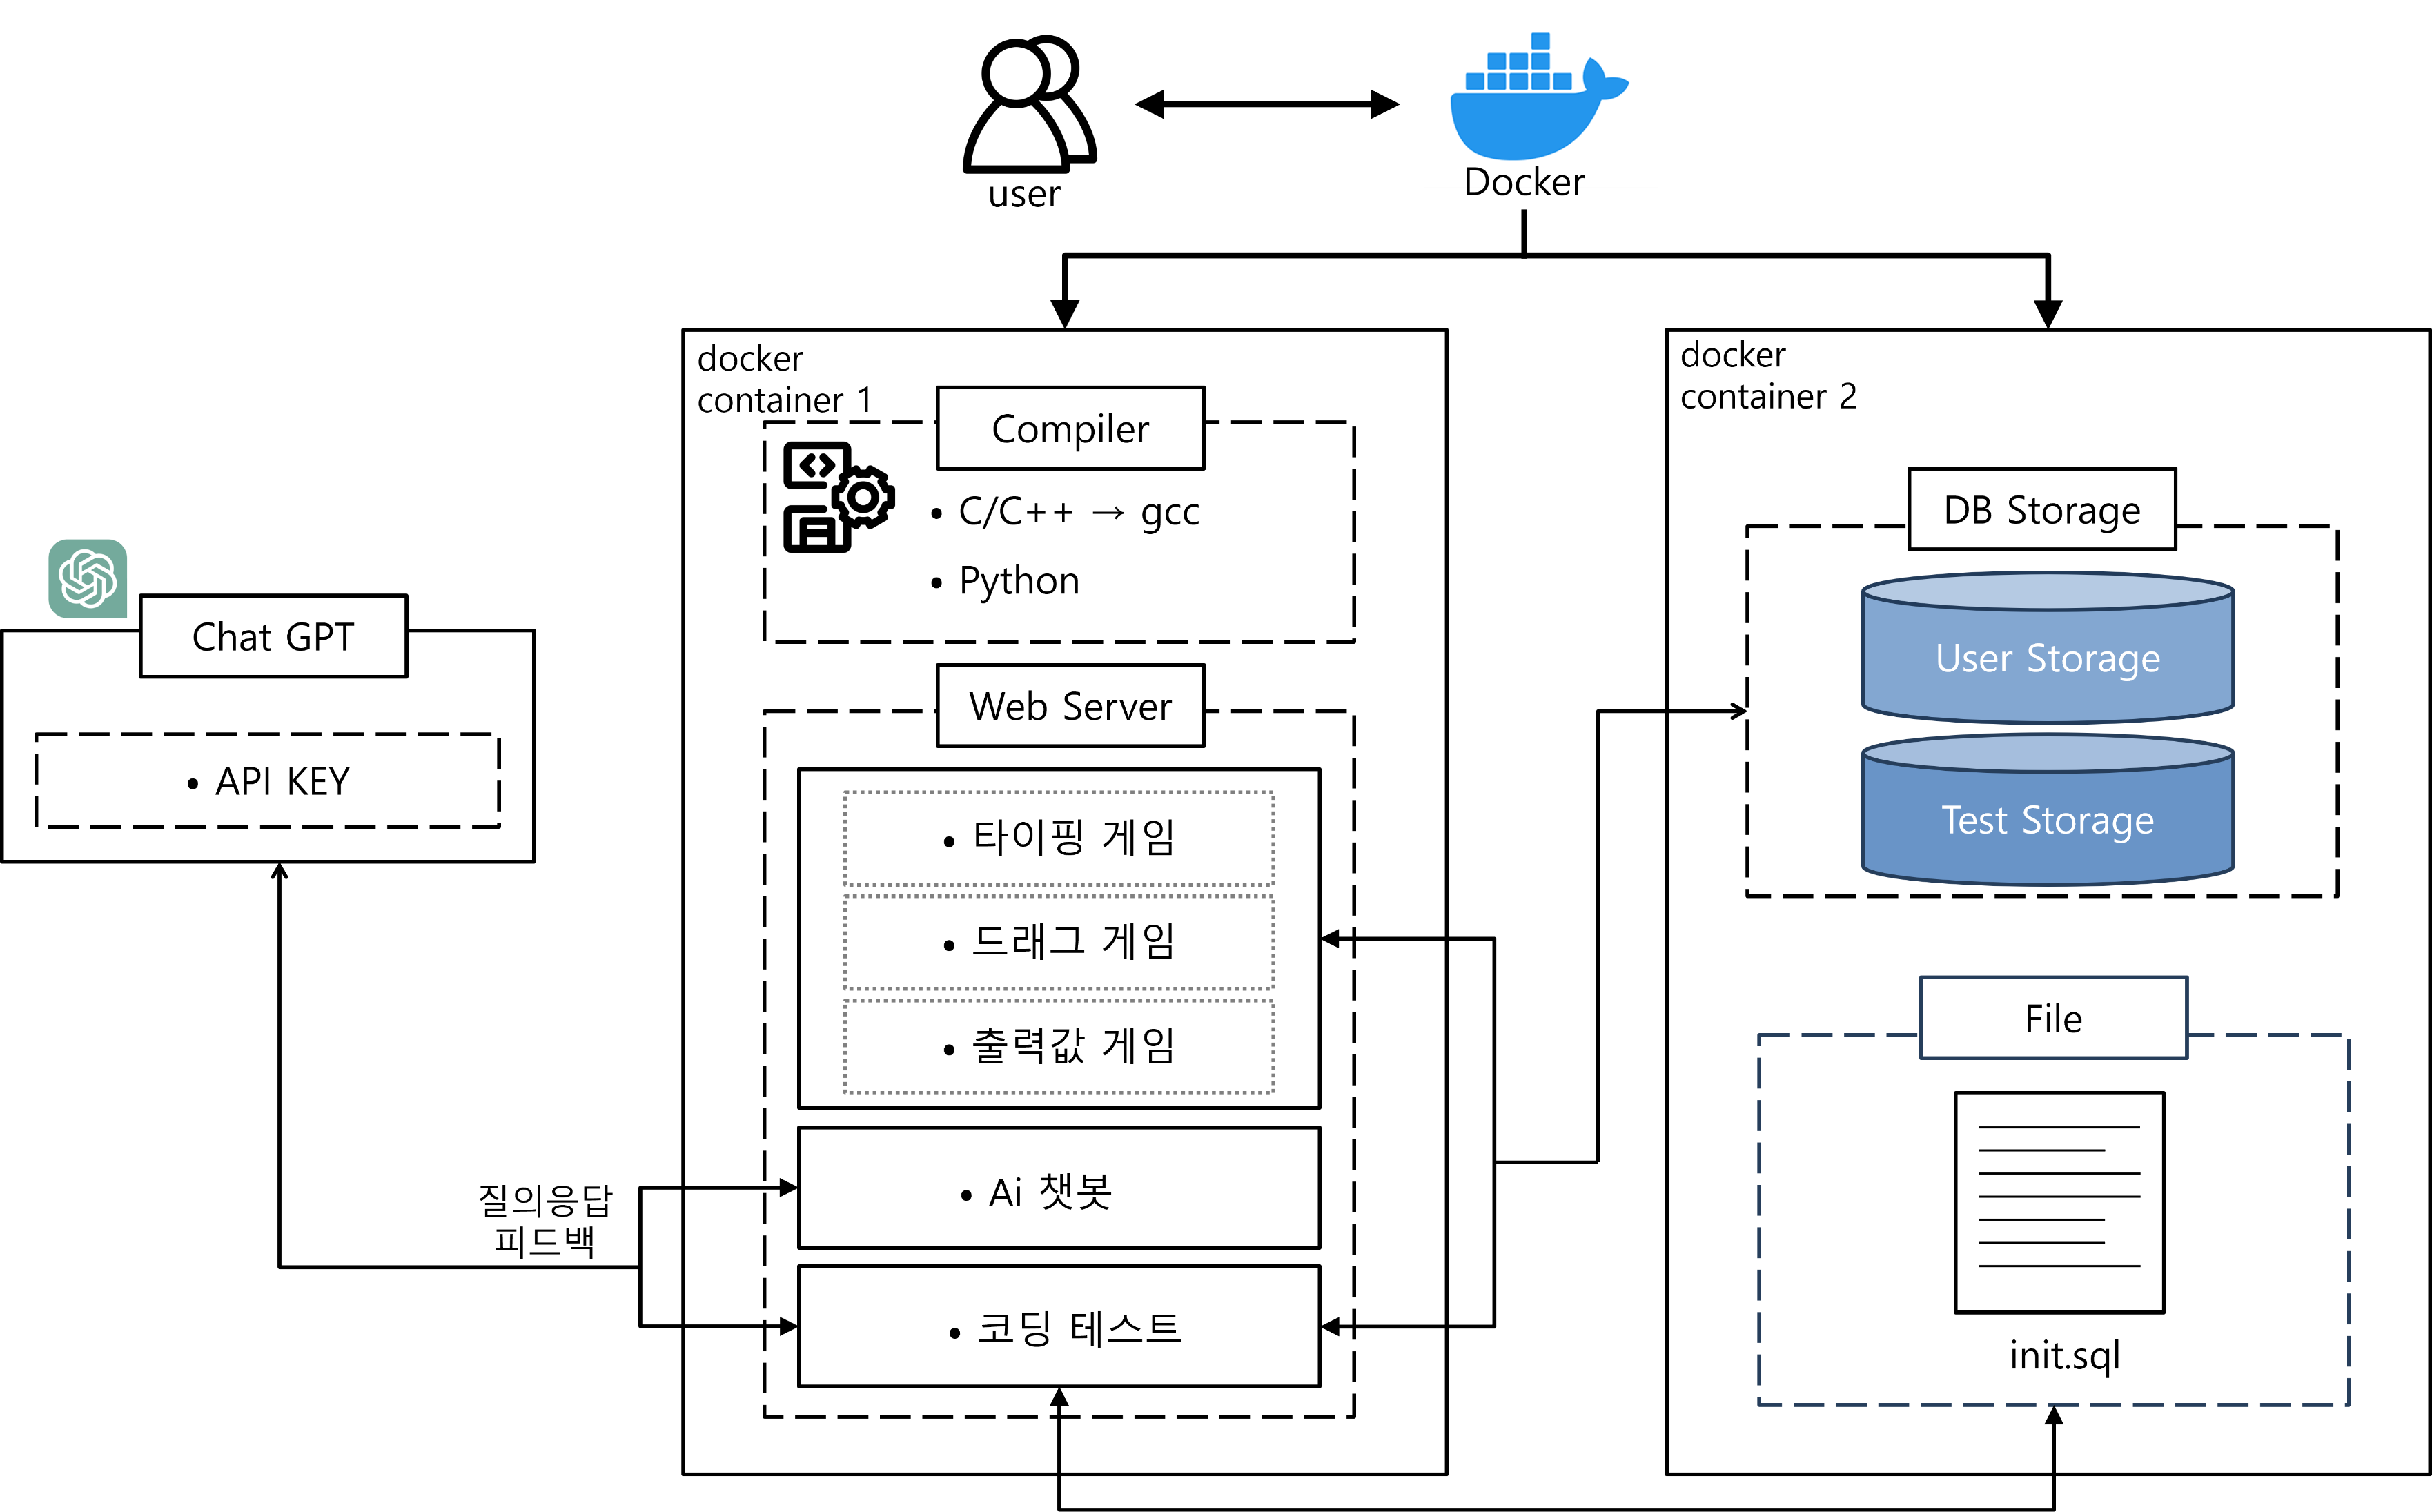 user
Docker
docker
container 1
Compiler
• C/C++ → gcc
• Python
Chat GPT
• API KEY
Web Server
• 타이핑 게임
• 드래그 게임
• 출력값 게임
• Ai 챗봇
• 코딩 테스트
질의응답
피드백
docker
container 2
DB Storage
User Storage
Test Storage
File
init.sql